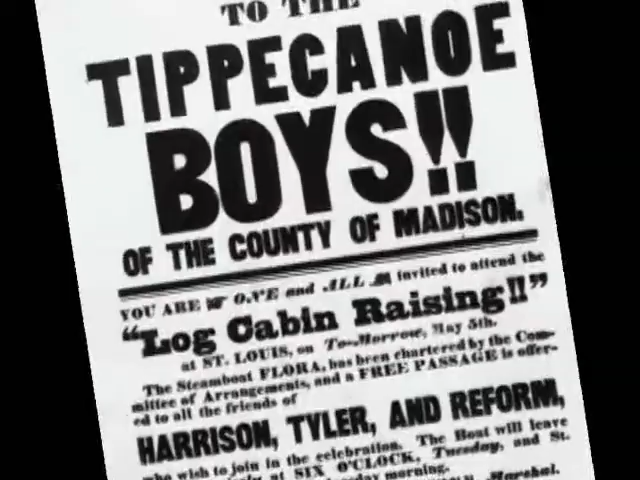 TO THE
TIPPECANOE
BOYS!!
OF THE COUNTY OF MADISON.
YOU ARE ONE and ALL invited to attend the
“Log Cabin Raising!!”
at ST. LOUIS, on To-Morrow, May 5th.
The Steamboat FLORA, has been chartered by the Com-
mittee of Arrangements, and a FREE PASSAGE is offer-
ed to all the friends of
HARRISON, TYLER, AND REFORM,
who wish to join in the celebration. The Boat will leave
at SIX O'CLOCK, Tuesday, and St.
morning.
Marshal.